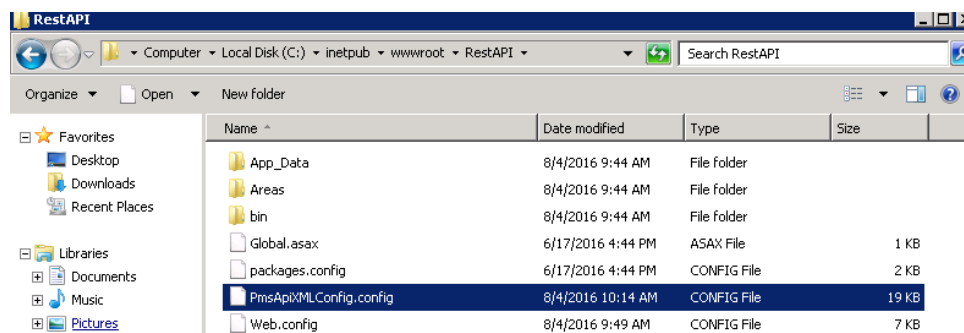 RestAPI
Computer Local Disk (C:) inetpub wwwroot RestAPI
Search RestAPI
Organize Open New folder
Name Date modified Type Size
Favorites
Desktop
Downloads
Recent Places
Libraries
Documents
Music
Pictures
App_Data 8/4/2016 9:44 AM File folder
Areas 8/4/2016 9:44 AM File folder
bin 8/4/2016 9:44 AM File folder
Global.asax 6/17/2016 4:44 PM ASAX File 1 KB
packages.config 6/17/2016 4:44 PM CONFIG File 2 KB
PmsApiXMLConfig.config 8/4/2016 10:14 AM CONFIG File 19 KB
Web.config 8/4/2016 9:49 AM CONFIG File 7 KB